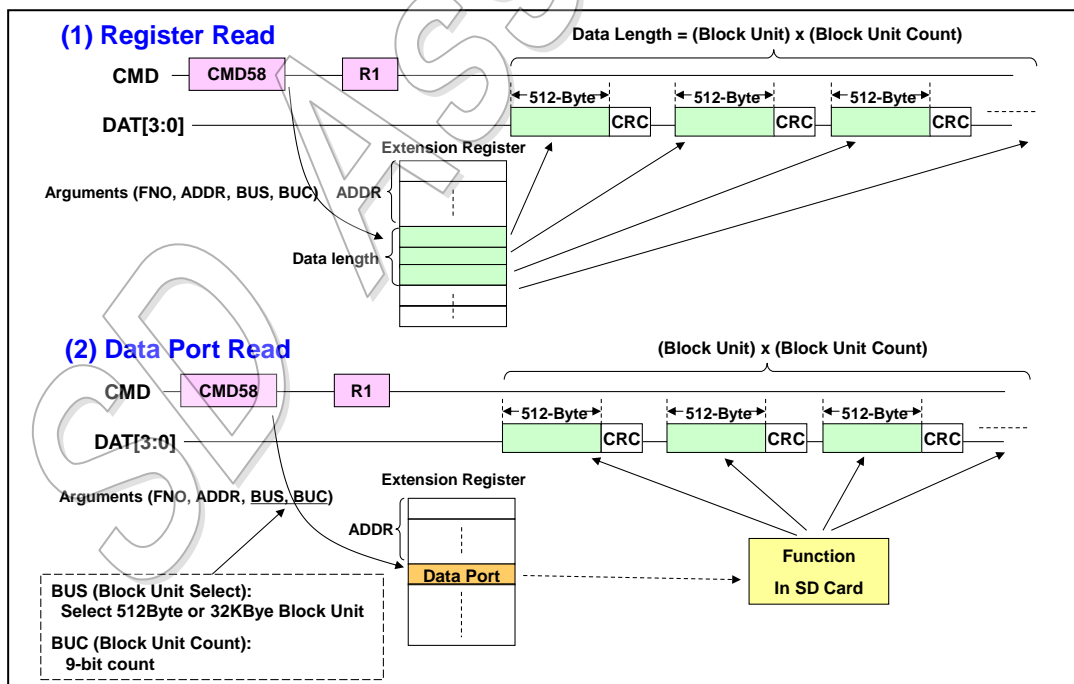 (1) Register Read
Data Length = (Block Unit) x (Block Unit Count)
CMD
CMD58
R1
512-Byte
512-Byte
512-Byte
DAT[3:0]
CRC
CRC
CRC
Extension Register
Arguments (FNO, ADDR, BUS, BUC)
ADDR
Data length
(2) Data Port Read
(Block Unit) x (Block Unit Count)
CMD
CMD58
R1
512-Byte
512-Byte
512-Byte
DAT[3:0]
CRC
CRC
CRC
Extension Register
Arguments (FNO, ADDR, BUS, BUC)
ADDR
Data Port
Function
In SD Card
BUS (Block Unit Select):
Select 512Byte or 32KBye Block Unit
BUC (Block Unit Count):
9-bit count
SD Ass